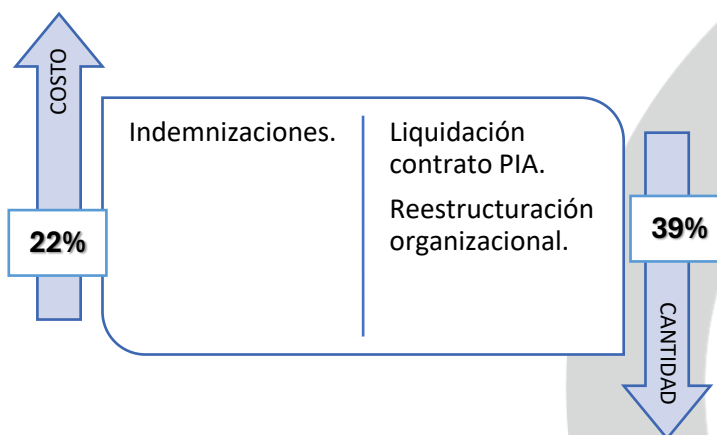 COSTO
22%
Indemnizaciones.
Liquidación
contrato PIA.
Reestructuración
organizacional.
39%
CANTIDAD